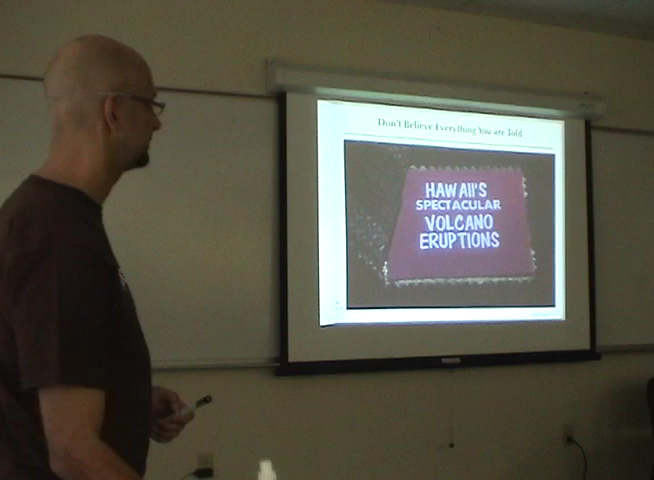 Don't Believe Everything You are Told
HAWAII'S
SPECTACULAR
VOLCANO
ERUPTIONS